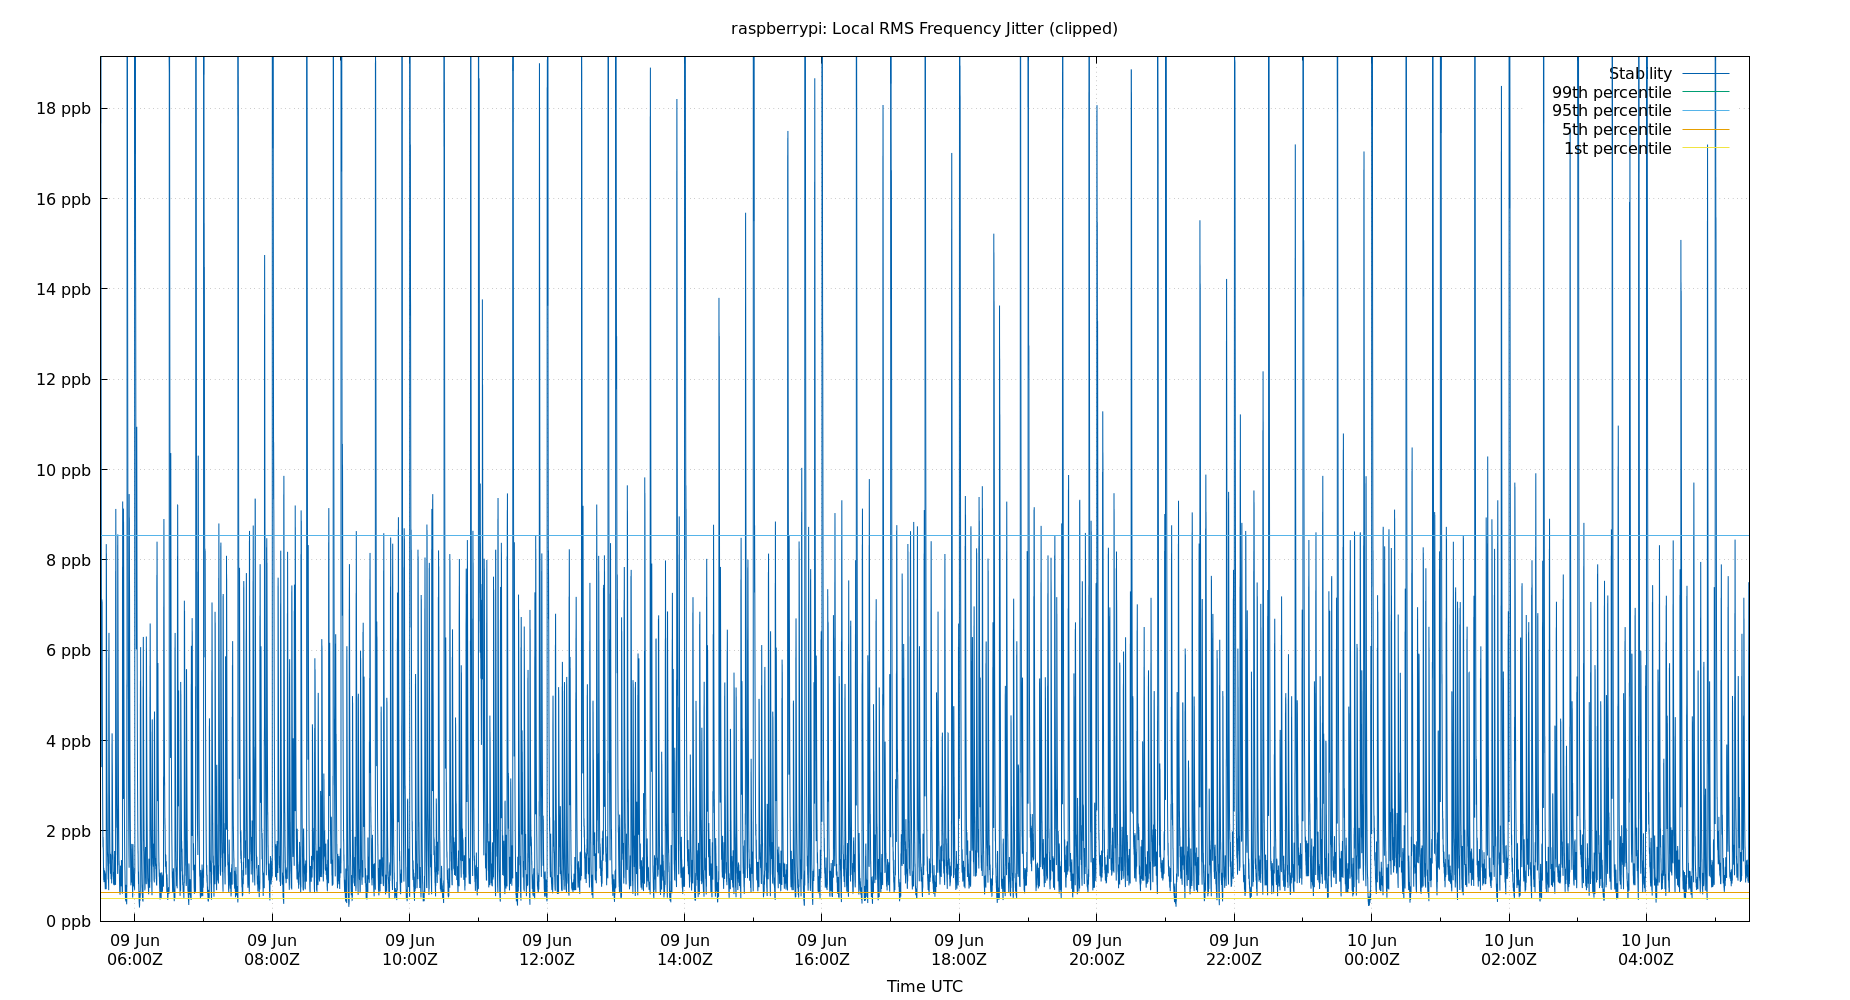 raspberrypi: Local RMS Frequency Jitter (clipped)
Stability
99th percentile
95th percentile
5th percentile
1st percentile
18 ppb
16 ppb
14 ppb
12 ppb
10 ppb
8 ppb
6 ppb
4 ppb
2 ppb
0 ppb
09 Jun 09 Jun 09 Jun 09 Jun 09 Jun 09 Jun 09 Jun 09 Jun 09 Jun 10 Jun 10 Jun 10 Jun
06:00Z 08:00Z 10:00Z 12:00Z 14:00Z 16:00Z 18:00Z 20:00Z 22:00Z 00:00Z 02:00Z 04:00Z
Time UTC